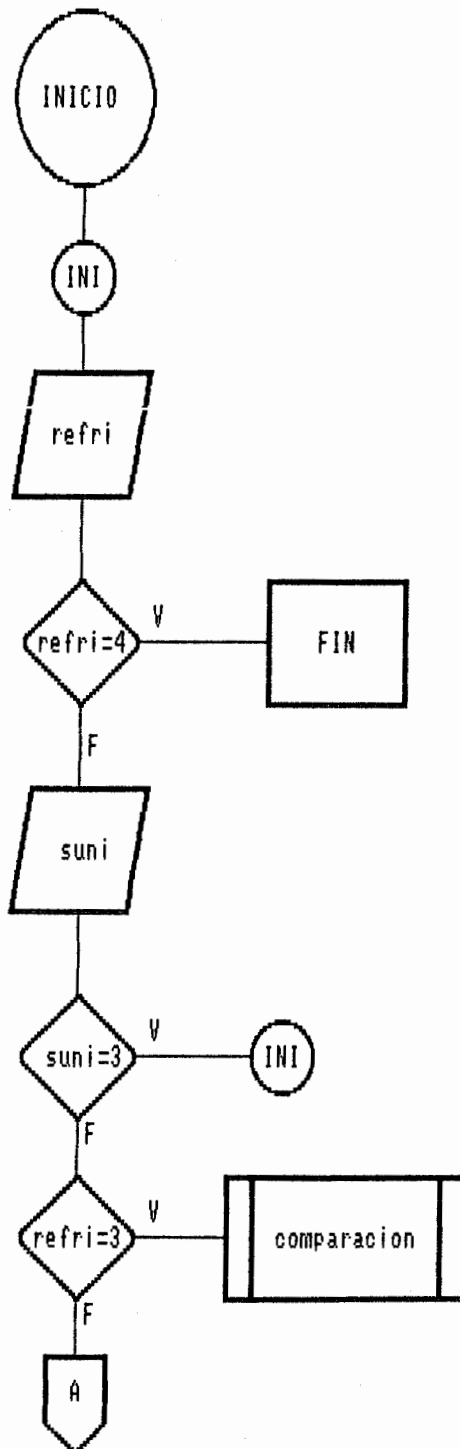 INICIO
INI
refri
refri=4
V
FIN
F
suni
suni=3
V
INI
F
refri=3
V
comparacion
F
A